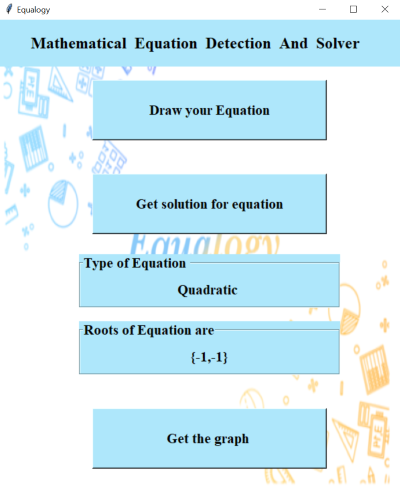 Equalogy
Mathematical Equation Detection And Solver
Draw your Equation
Get solution for equation
Equalogy
Type of Equation
Quadratic
Roots of Equation are
{-1,-1}
Get the graph